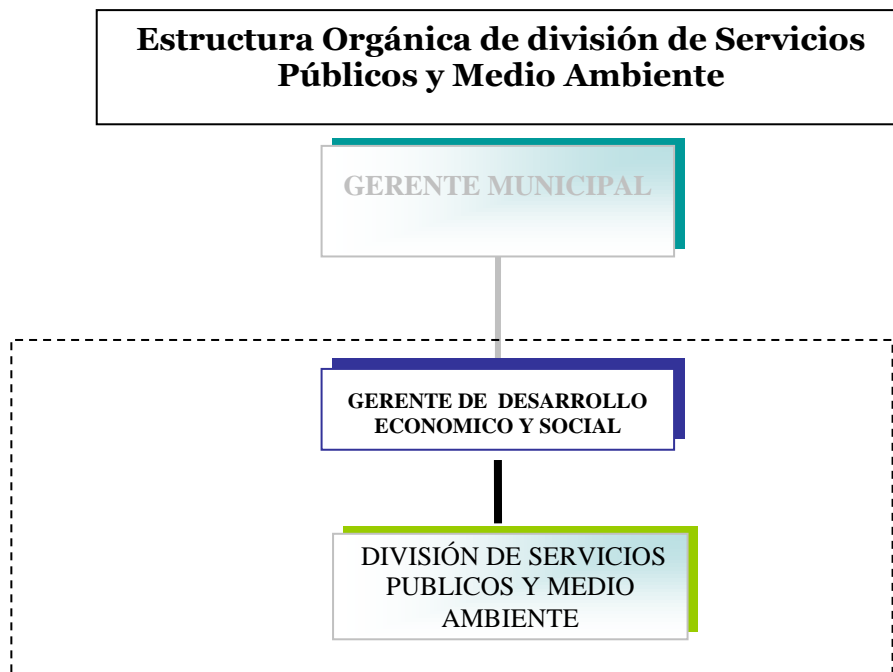 Estructura Orgánica de división de Servicios
Públicos y Medio Ambiente
GERENTE MUNICIPAL
GERENTE DE DESARROLLO
ECONOMICO Y SOCIAL
DIVISIÓN DE SERVICIOS
PUBLICOS Y MEDIO
AMBIENTE